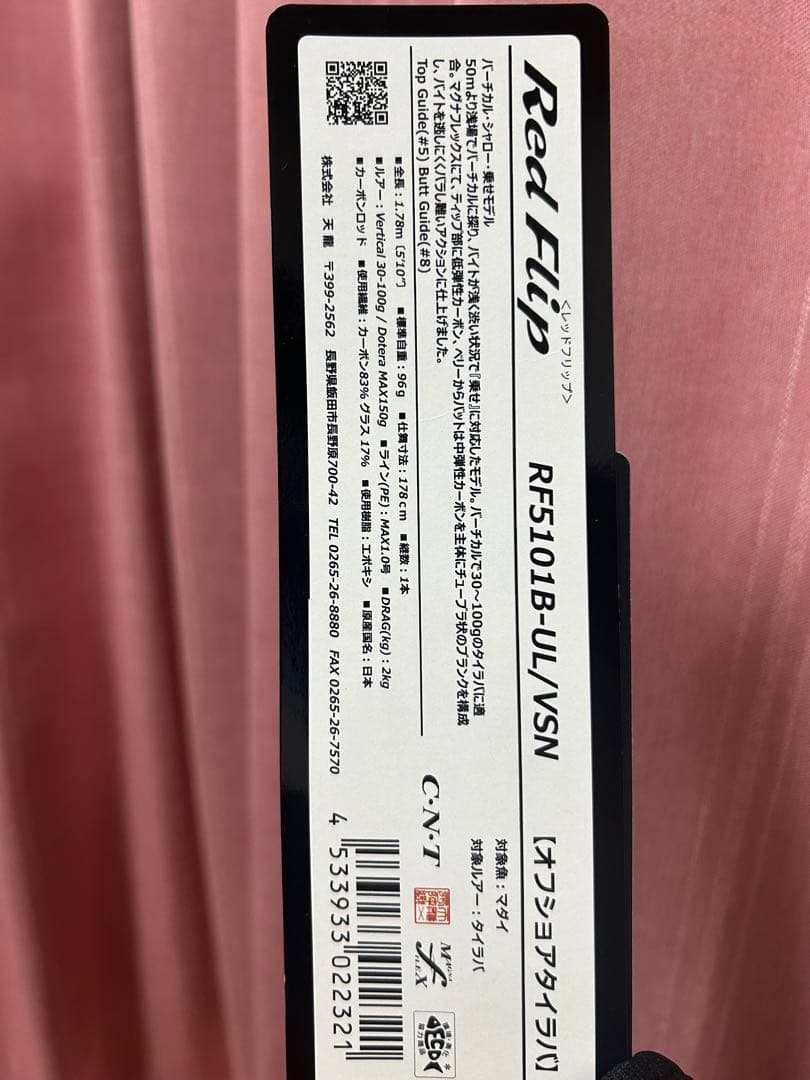 Red Flip
<レッドフリップ>
RF5101B-UL/VSN
【オフショアタイラバ】
バーチカル・シャロー・乗せモデル
50mより浅場でバーチカルに探り、バイトが浅く渋い状況で『乗せ』に対応したモデル。バーチカルで30～100gのタイラバに適
合。マグナフレックスにて、ティップ部に低弾性カーボン、ベリーからバットは中弾性カーボンを主体にチューブラ状のブランクを構成
し、バイトを逃しにくくバラし難いアクションに仕上げました。
Top Guide(#5) Butt Guide(#8)
対象魚：マダイ
対象ルアー：タイラバ
■全長：1.78m（5'10"） ■標準自重：96g ■仕舞寸法：178cm ■継数：1本
■ルアー：Vertical 30-100g / Dotera MAX150g ■ライン(PE)：MAX1.0号 ■DRAG(kg)：2kg
■カーボンロッド ■使用繊維：カーボン83% グラス17% ■使用樹脂：エポキシ ■原産国名：日本
株式会社 天龍 〒399-2562 長野県飯田市長野原700-42 TEL 0265-26-8880 FAX 0265-26-7570
C・N・T
MAGNA
FLEX
4 533933 022321